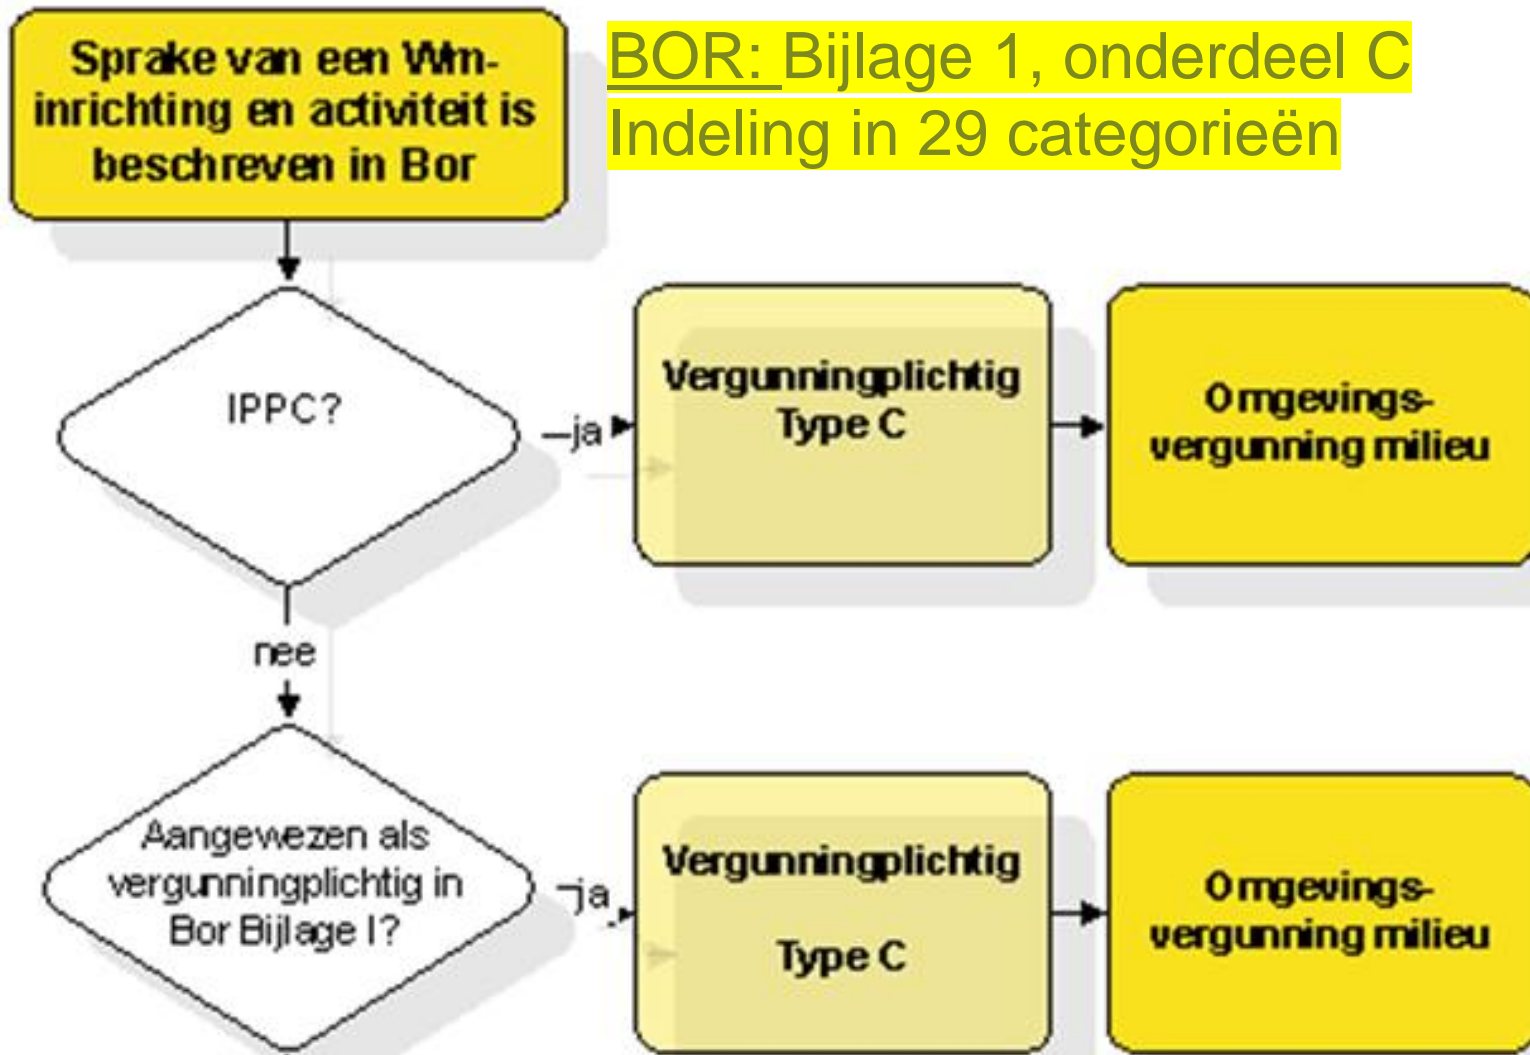 Sprake van een Wm-
inrichting en activiteit is
beschreven in Bor
BOR: Bijlage 1, onderdeel C
Indeling in 29 categorieën
IPPC?
ja
Vergunningplichtig
Type C
Omgevings-
vergunning milieu
nee
Aangewezen als
vergunningplichtig in
Bor Bijlage I?
ja
Vergunningplichtig
Type C
Omgevings-
vergunning milieu